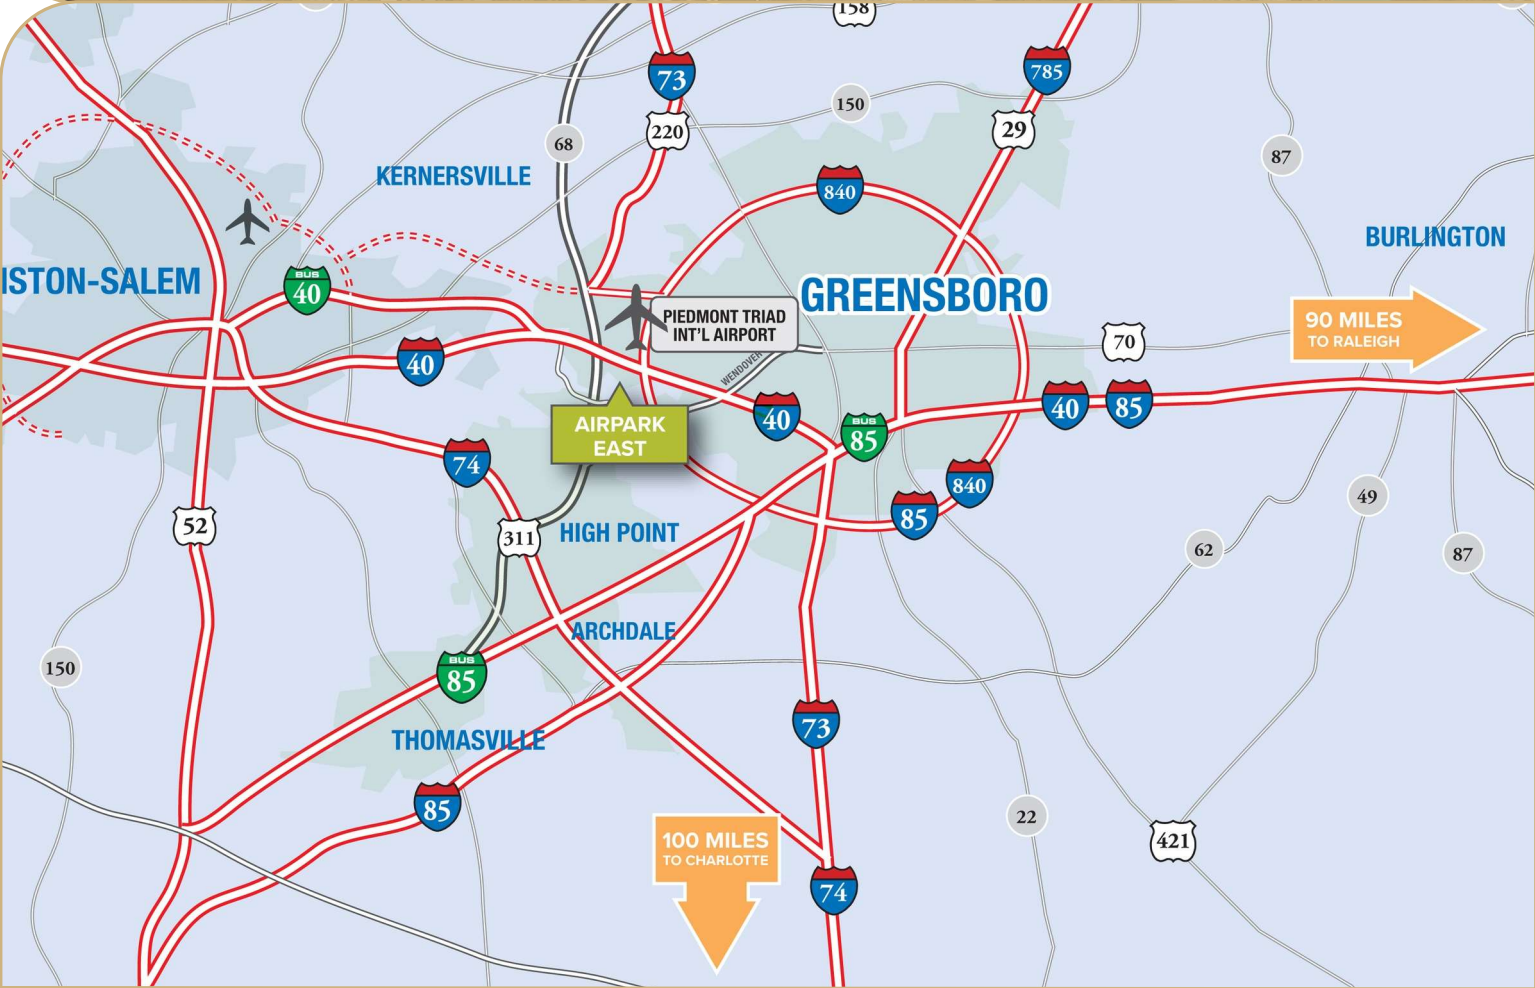 158
73
785
150
220
29
68
87
KERNERSVILLE
840
BURLINGTON
ISTON-SALEM
BUS
40
GREENSBORO
PIEDMONT TRIAD
INT'L AIRPORT
90 MILES
TO RALEIGH
70
40
WENDOVER
40
85
40
AIRPARK
EAST
BUS
85
74
840
49
85
52
311
HIGH POINT
62
87
ARCHDALE
150
BUS
85
73
THOMASVILLE
85
22
100 MILES
TO CHARLOTTE
421
74